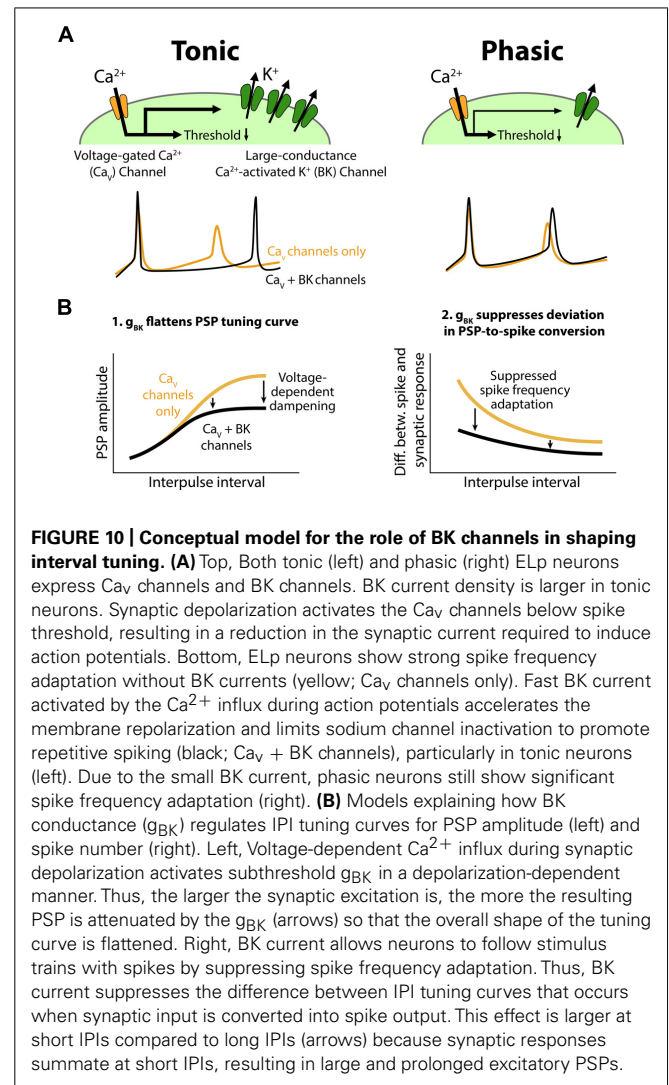 A
Tonic
Phasic
Ca²⁺
K⁺
Ca²⁺
Threshold ↓
Threshold ↓
Voltage-gated Ca²⁺
(Caᵥ) Channel
Large-conductance
Ca²⁺-activated K⁺ (BK) Channel
Caᵥ channels only
Caᵥ + BK channels
B
1. gBK flattens PSP tuning curve
2. gBK suppresses deviation
in PSP-to-spike conversion
PSP amplitude
Caᵥ
channels
only
Caᵥ + BK
channels
Voltage-
dependent
dampening
Interpulse interval
Diff. betw. spike and
synaptic response
Suppressed
spike frequency
adaptation
Interpulse interval
FIGURE 10 | Conceptual model for the role of BK channels in shaping
interval tuning. (A) Top, Both tonic (left) and phasic (right) ELp neurons
express Caᵥ channels and BK channels. BK current density is larger in tonic
neurons. Synaptic depolarization activates the Caᵥ channels below spike
threshold, resulting in a reduction in the synaptic current required to induce
action potentials. Bottom, ELp neurons show strong spike frequency
adaptation without BK currents (yellow; Caᵥ channels only). Fast BK current
activated by the Ca²⁺ influx during action potentials accelerates the
membrane repolarization and limits sodium channel inactivation to promote
repetitive spiking (black; Caᵥ + BK channels), particularly in tonic neurons
(left). Due to the small BK current, phasic neurons still show significant
spike frequency adaptation (right). (B) Models explaining how BK
conductance (gBK) regulates IPI tuning curves for PSP amplitude (left) and
spike number (right). Left, Voltage-dependent Ca²⁺ influx during synaptic
depolarization activates subthreshold gBK in a depolarization-dependent
manner. Thus, the larger the synaptic excitation is, the more the resulting
PSP is attenuated by the gBK (arrows) so that the overall shape of the tuning
curve is flattened. Right, BK current allows neurons to follow stimulus
trains with spikes by suppressing spike frequency adaptation. Thus, BK
current suppresses the difference between IPI tuning curves that occurs
when synaptic input is converted into spike output. This effect is larger at
short IPIs compared to long IPIs (arrows) because synaptic responses
summate at short IPIs, resulting in large and prolonged excitatory PSPs.